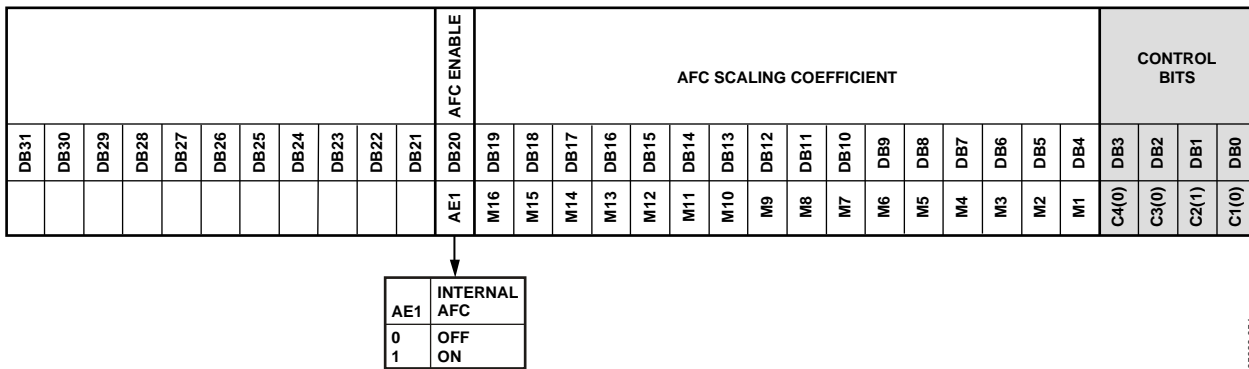 AFC ENABLE
AFC SCALING COEFFICIENT
CONTROL
BITS
DB31 DB30 DB29 DB28 DB27 DB26 DB25 DB24 DB23 DB22 DB21 DB20 DB19 DB18 DB17 DB16 DB15 DB14 DB13 DB12 DB11 DB10 DB9 DB8 DB7 DB6 DB5 DB4 DB3 DB2 DB1 DB0
AE1 M16 M15 M14 M13 M12 M11 M10 M9 M8 M7 M6 M5 M4 M3 M2 M1 C4(0) C3(0) C2(1) C1(0)
INTERNAL
AE1 AFC
0 OFF
1 ON